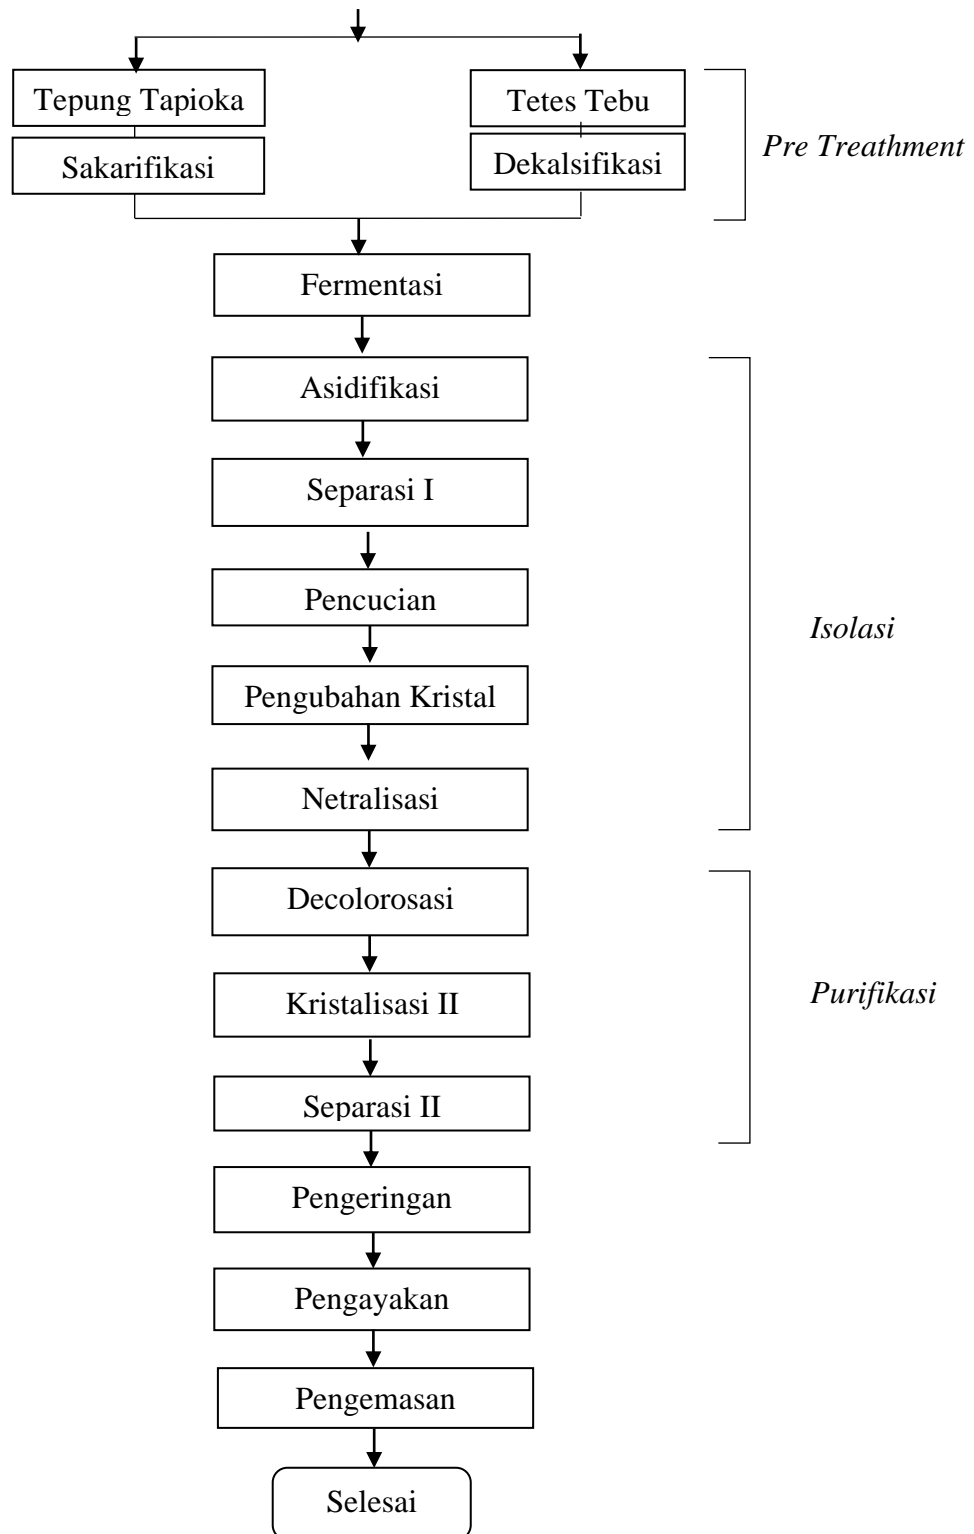 Tepung Tapioka
Tetes Tebu
Sakarifikasi
Dekalsifikasi
Pre Treathment
Fermentasi
Asidifikasi
Separasi I
Pencucian
Isolasi
Pengubahan Kristal
Netralisasi
Decolorosasi
Kristalisasi II
Purifikasi
Separasi II
Pengeringan
Pengayakan
Pengemasan
Selesai